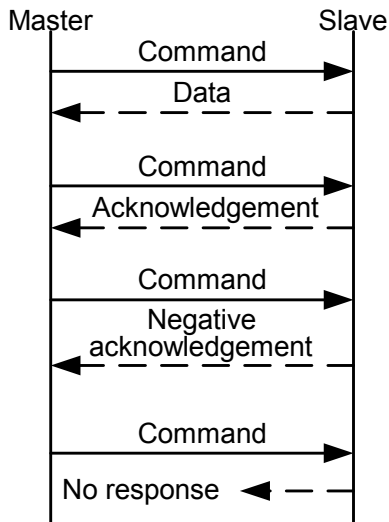 Master Slave
Command
Data
Command
Acknowledgement
Command
Negative
acknowledgement
Command
No response